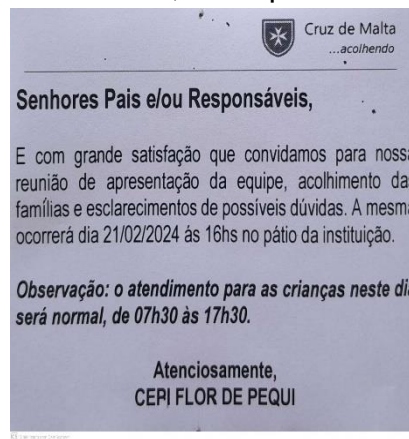 Cruz de Malta
...acolhendo
Senhores Pais e/ou Responsáveis,
E com grande satisfação que convidamos para nossa
reunião de apresentação da equipe, acolhimento das
famílias e esclarecimentos de possíveis dúvidas. A mesma
ocorrerá dia 21/02/2024 ás 16hs no pátio da instituição.
Observação: o atendimento para as crianças neste dia
será normal, de 07h30 às 17h30.
Atenciosamente,
CEPI FLOR DE PEQUI